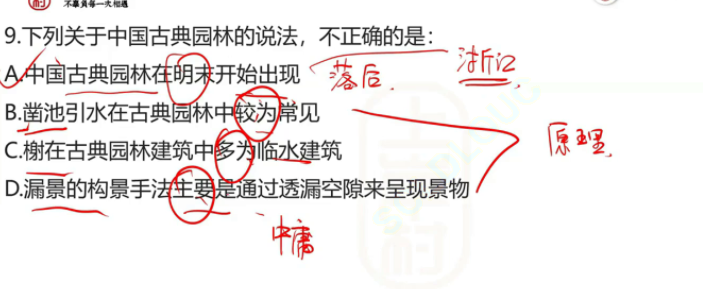 不辜负每一次相遇
9.下列关于中国古典园林的说法，不正确的是：
A.中国古典园林在明末开始出现
落后.
浙江
B.凿池引水在古典园林中较为常见
C.榭在古典园林建筑中多为临水建筑
原理.
D.漏景的构景手法主要是通过透漏空隙来呈现景物
中庸